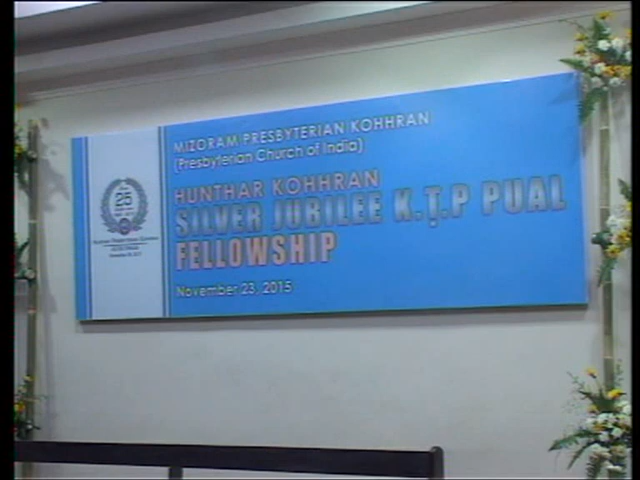 MIZORAM PRESBYTERIAN KOHHRAN
(Presbyterian Church of India)
HUNTHAR KOHHRAN
SILVER JUBILEE K.Ṭ.P PUAL
FELLOWSHIP
November 23, 2015
25